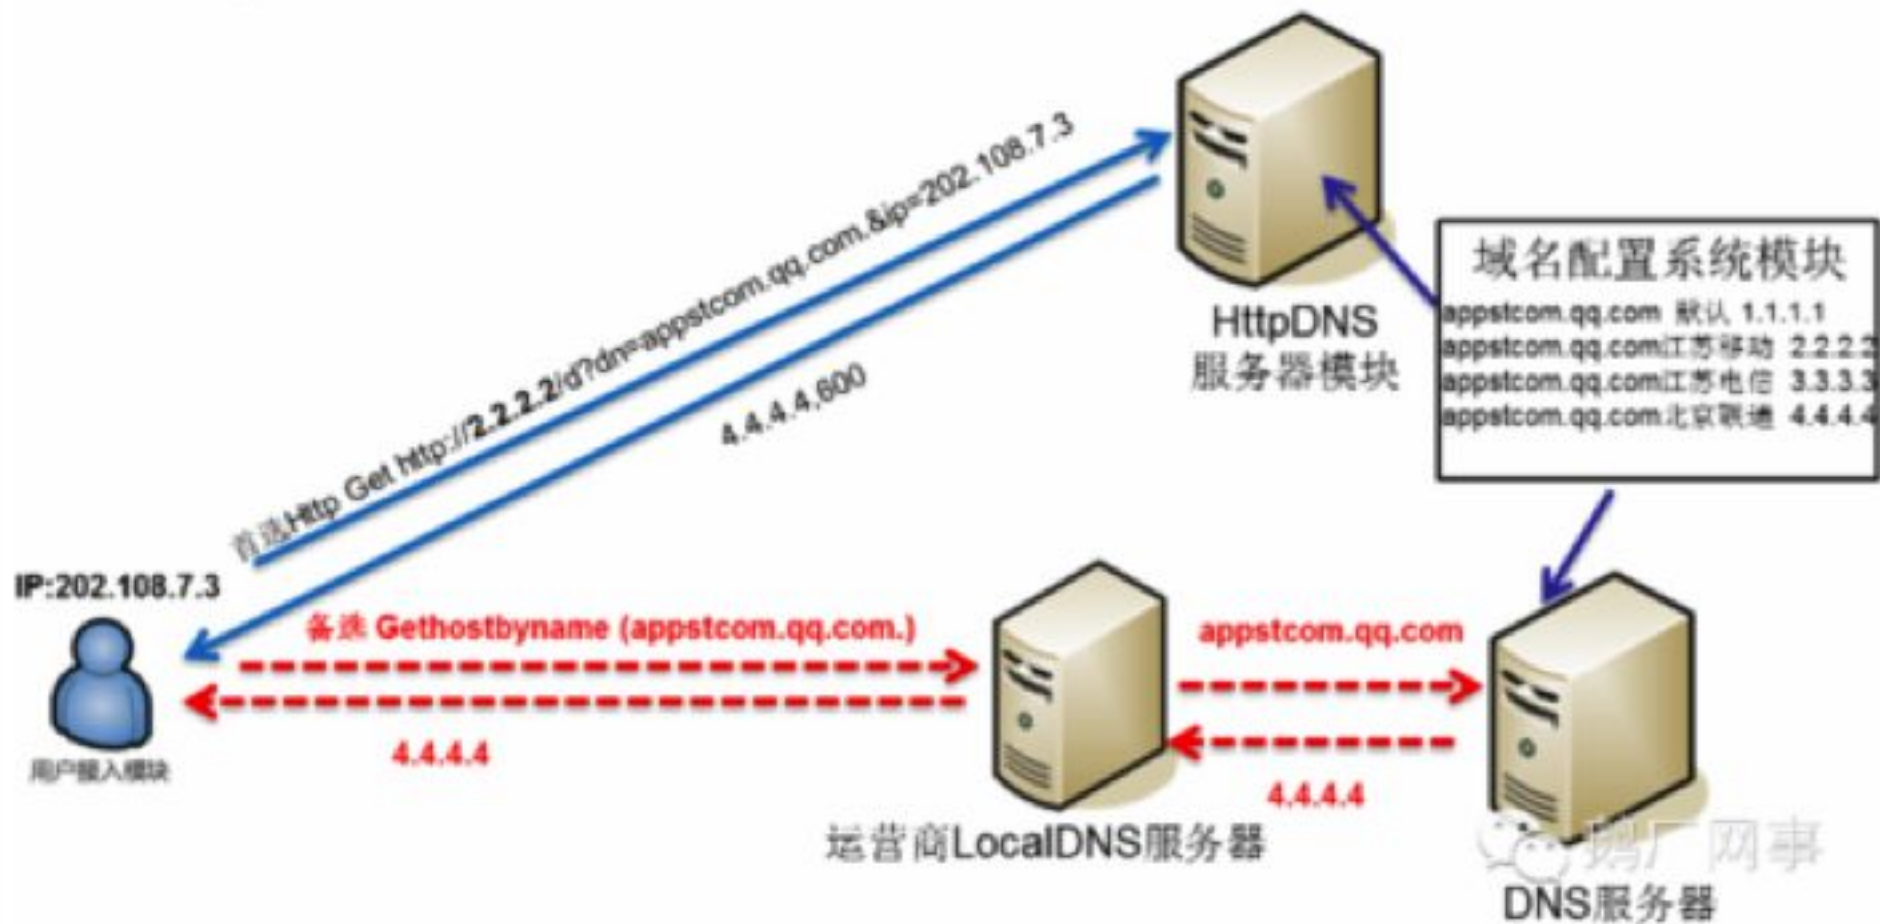 首选Http Get http://2.2.2.2/d?dn=appstcom.qq.com.&ip=202.108.7.3
4.4.4.4,600
HttpDNS
服务器模块
域名配置系统模块
appstcom.qq.com 默认 1.1.1.1
appstcom.qq.com江苏移动 2.2.2.2
appstcom.qq.com江苏电信 3.3.3.3
appstcom.qq.com北京联通 4.4.4.4
IP:202.108.7.3
用户接入模块
备选 Gethostbyname (appstcom.qq.com.)
4.4.4.4
appstcom.qq.com
4.4.4.4
运营商LocalDNS服务器
鹅厂网事
DNS服务器